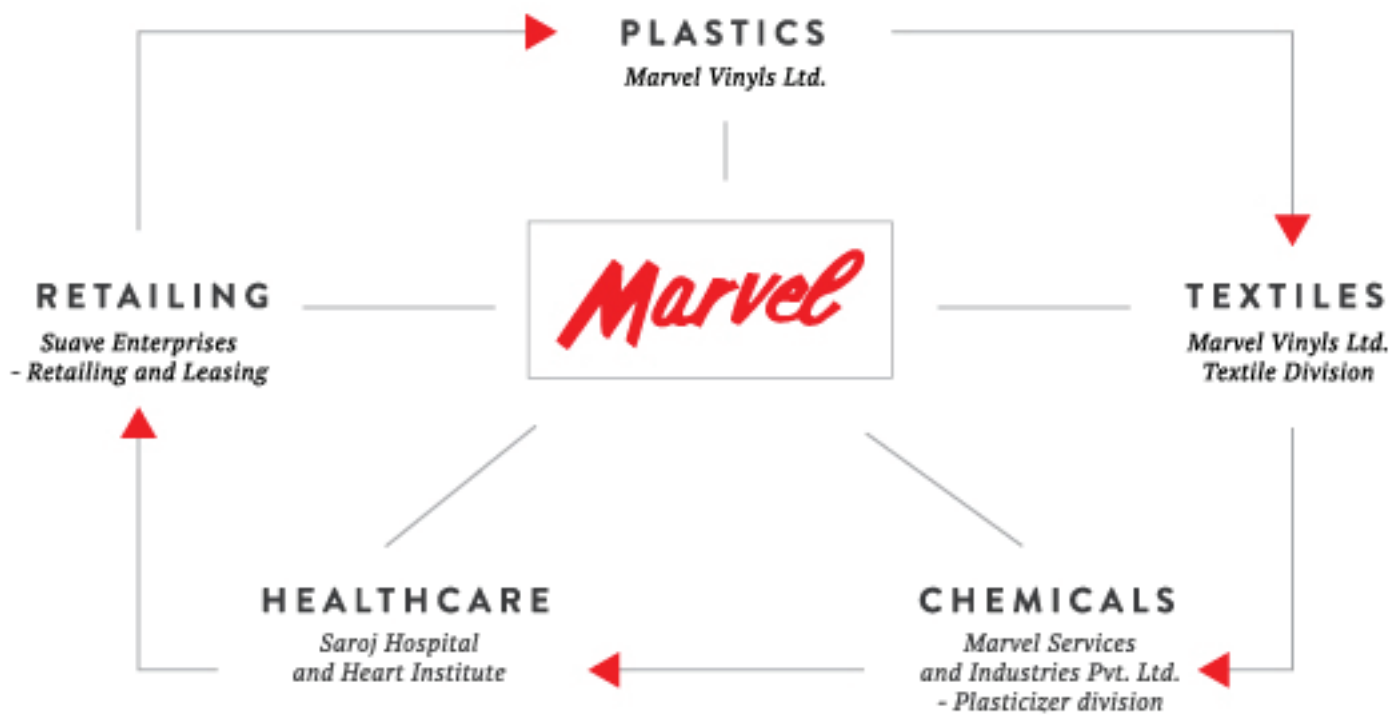 PLASTICS
Marvel Vinyls Ltd.
Marvel
RETAILING
Suave Enterprises
- Retailing and Leasing
TEXTILES
Marvel Vinyls Ltd.
Textile Division
HEALTHCARE
Saroj Hospital
and Heart Institute
CHEMICALS
Marvel Services
and Industries Pvt. Ltd.
- Plasticizer division